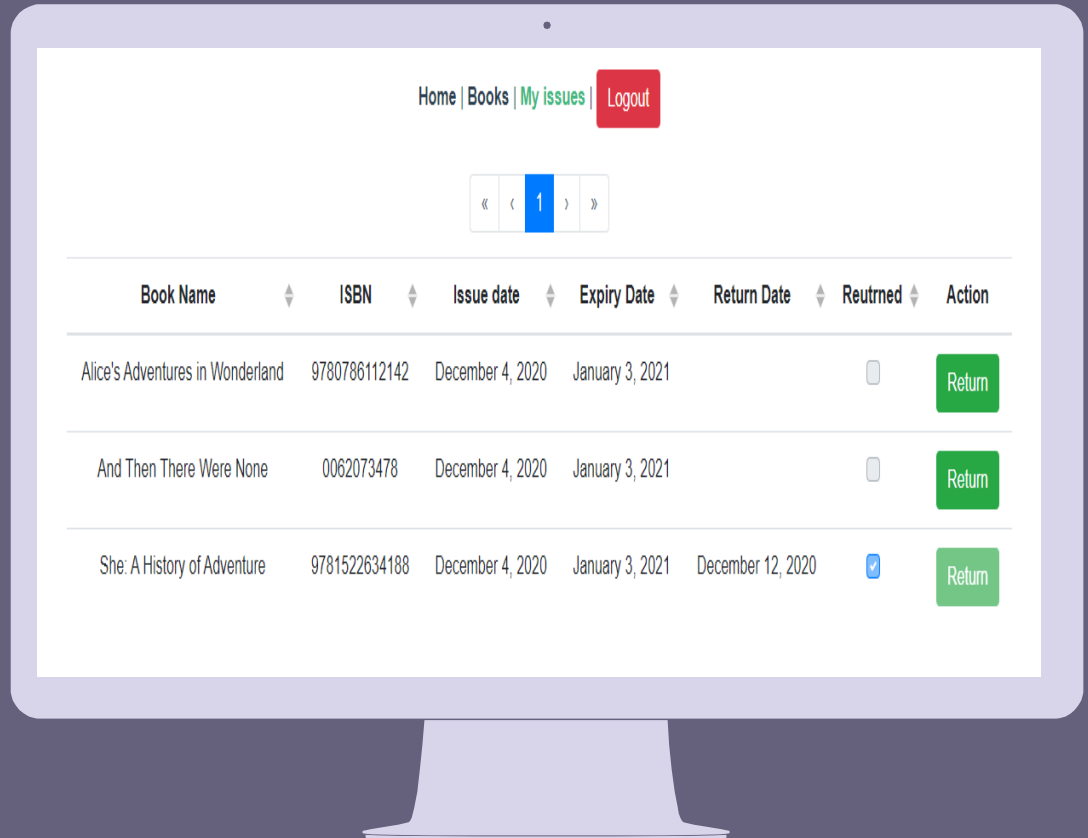 Home | Books | My issues | Logout
« ‹ 1 › »
Book Name ISBN Issue date Expiry Date Return Date Reutrned Action
Alice's Adventures in Wonderland 9780786112142 December 4, 2020 January 3, 2021 Return
And Then There Were None 0062073478 December 4, 2020 January 3, 2021 Return
She: A History of Adventure 9781522634188 December 4, 2020 January 3, 2021 December 12, 2020 Return